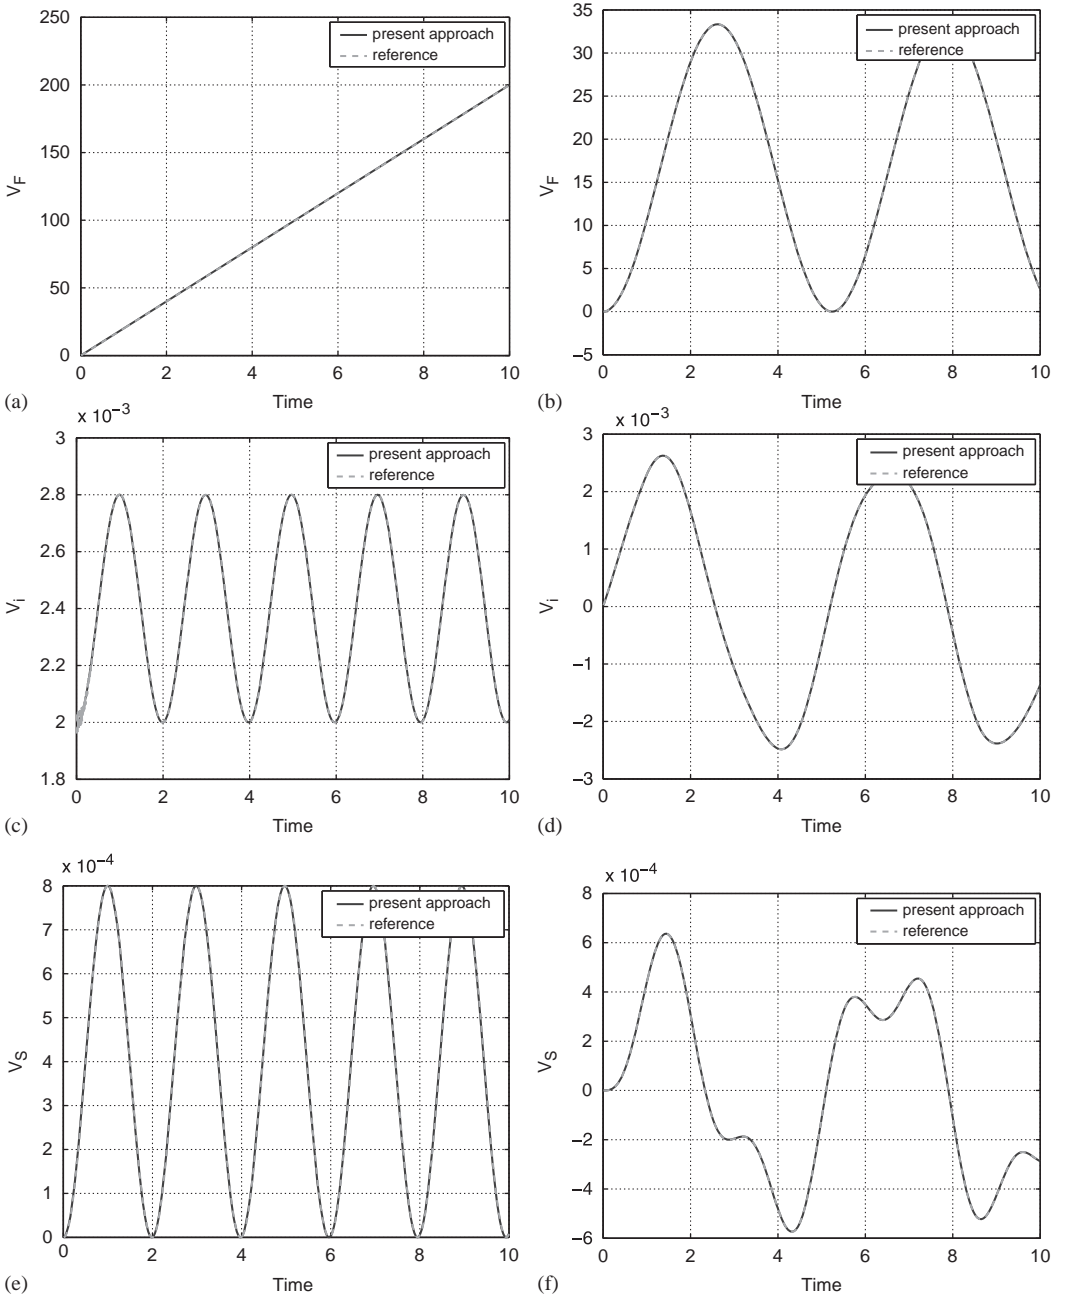 250
200
150
100
50
0
V_F
0 2 4 6 8 10
Time
(a)
present approach
reference
35
30
25
20
15
10
5
0
−5
V_F
0 2 4 6 8 10
Time
(b)
present approach
reference
x 10⁻³
3
2.8
2.6
2.4
2.2
2
1.8
V_i
0 2 4 6 8 10
Time
(c)
present approach
reference
x 10⁻³
3
2
1
0
−1
−2
−3
V_i
0 2 4 6 8 10
Time
(d)
present approach
reference
x 10⁻⁴
8
7
6
5
4
3
2
1
0
V_S
0 2 4 6 8 10
Time
(e)
present approach
reference
x 10⁻⁴
8
6
4
2
0
−2
−4
−6
V_S
0 2 4 6 8 10
Time
(f)
present approach
reference